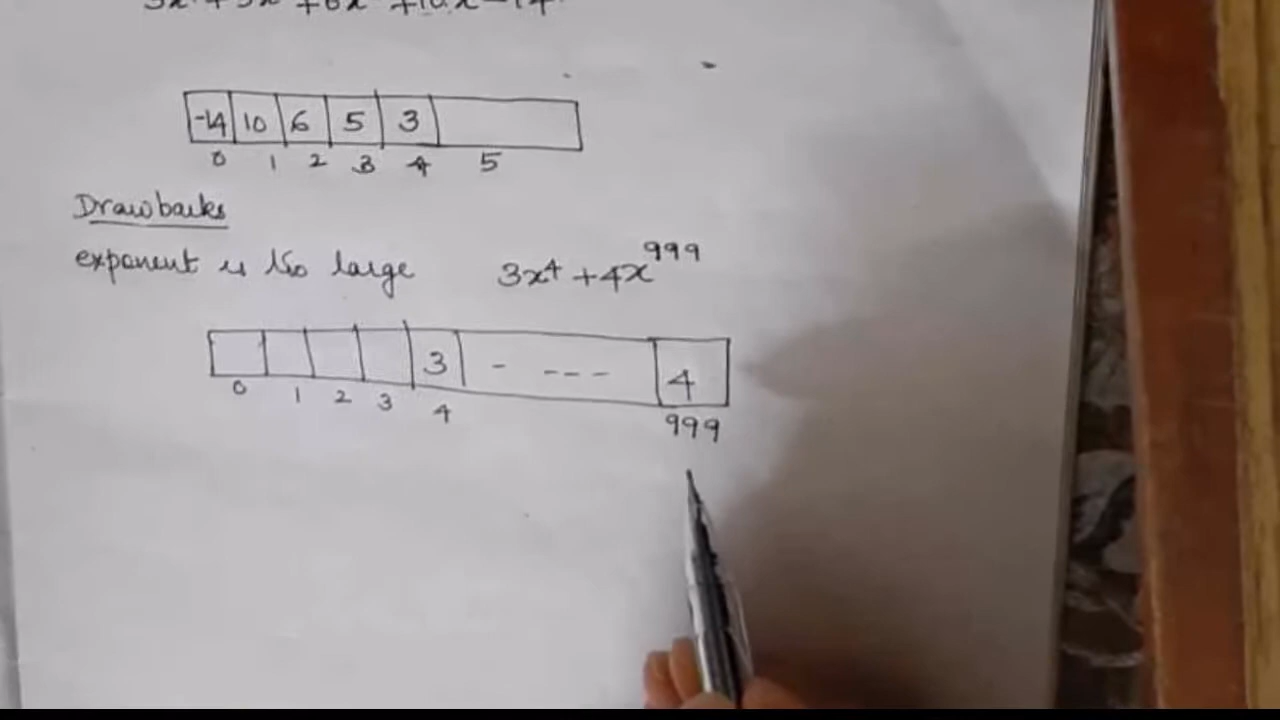 -14 10 6 5 3
0 1 2 3 4 5
Drawbacks
exponent is too large 3x⁴ + 4x⁹⁹⁹
3 - --- 4
0 1 2 3 4 999